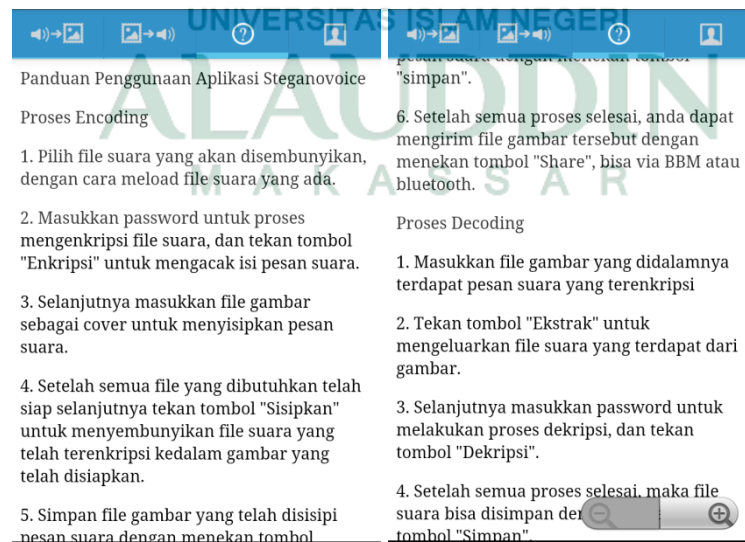 UNIVERSITAS ISLAM NEGERI
ALAUDDIN
MAKASSAR
Panduan Penggunaan Aplikasi Steganovoice
Proses Encoding
1. Pilih file suara yang akan disembunyikan,
dengan cara meload file suara yang ada.
2. Masukkan password untuk proses
mengenkripsi file suara, dan tekan tombol
"Enkripsi" untuk mengacak isi pesan suara.
3. Selanjutnya masukkan file gambar
sebagai cover untuk menyisipkan pesan
suara.
4. Setelah semua file yang dibutuhkan telah
siap selanjutnya tekan tombol "Sisipkan"
untuk menyembunyikan file suara yang
telah terenkripsi kedalam gambar yang
telah disiapkan.
5. Simpan file gambar yang telah disisipi
pesan suara dengan menekan tombol
pesan suara dengan menekan tombol
"simpan".
6. Setelah semua proses selesai, anda dapat
mengirim file gambar tersebut dengan
menekan tombol "Share", bisa via BBM atau
bluetooth.
Proses Decoding
1. Masukkan file gambar yang didalamnya
terdapat pesan suara yang terenkripsi
2. Tekan tombol "Ekstrak" untuk
mengeluarkan file suara yang terdapat dari
gambar.
3. Selanjutnya masukkan password untuk
melakukan proses dekripsi, dan tekan
tombol "Dekripsi".
4. Setelah semua proses selesai, maka file
suara bisa disimpan
tombol "Simpan".